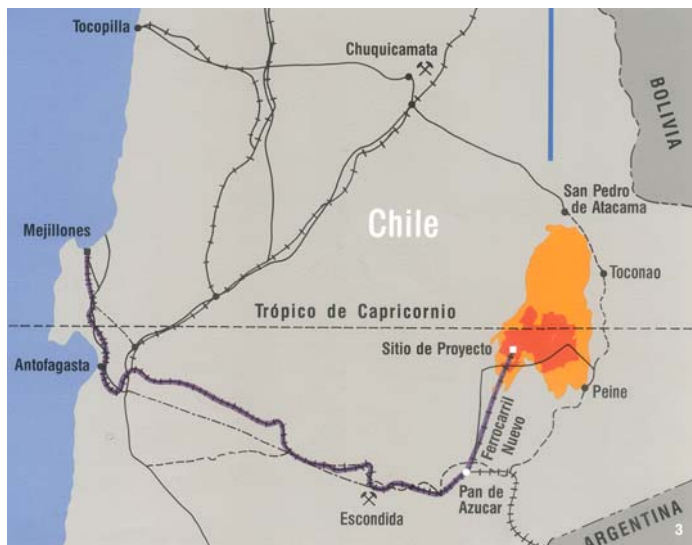 Tocopilla
Chuquicamata
BOLIVIA
San Pedro
de Atacama
Chile
Mejillones
Toconao
Trópico de Capricornio
Sitio de Proyecto
Antofagasta
Peine
Ferrocarril
Nuevo
Pan de
Azucar
Escondida
ARGENTINA
3